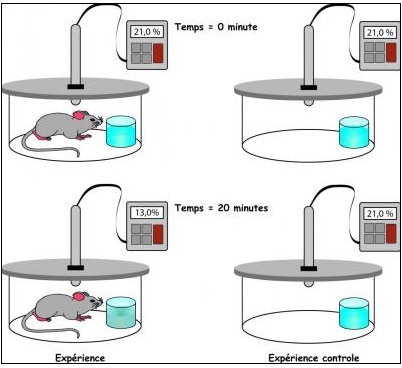 21,0 %
Temps = 0 minute
21,0 %
13,0%
Temps = 20 minutes
21,0 %
Expérience
Expérience controle